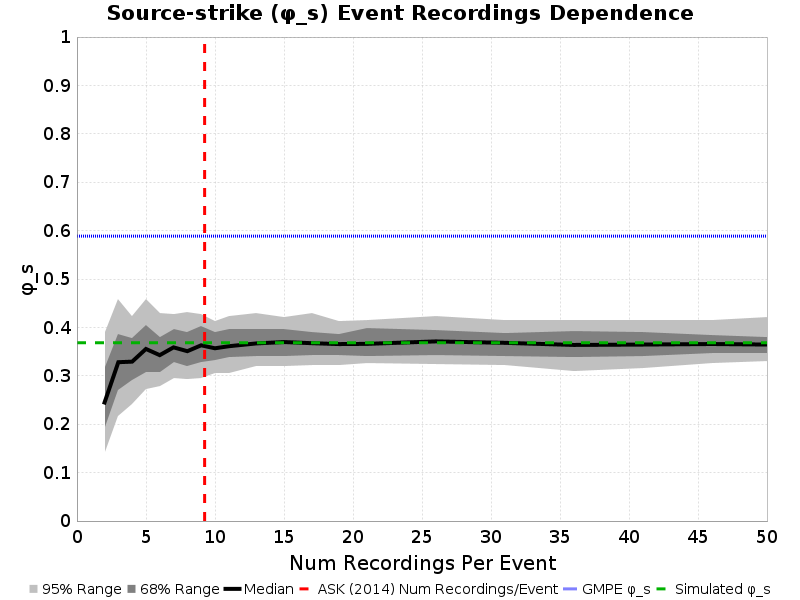 Source-strike (φ_s) Event Recordings Dependence
1
0.9
0.8
0.7
0.6
0.5
0.4
0.3
0.2
0.1
0
φ_s
0 5 10 15 20 25 30 35 40 45 50
Num Recordings Per Event
95% Range 68% Range Median ASK (2014) Num Recordings/Event GMPE φ_s Simulated φ_s